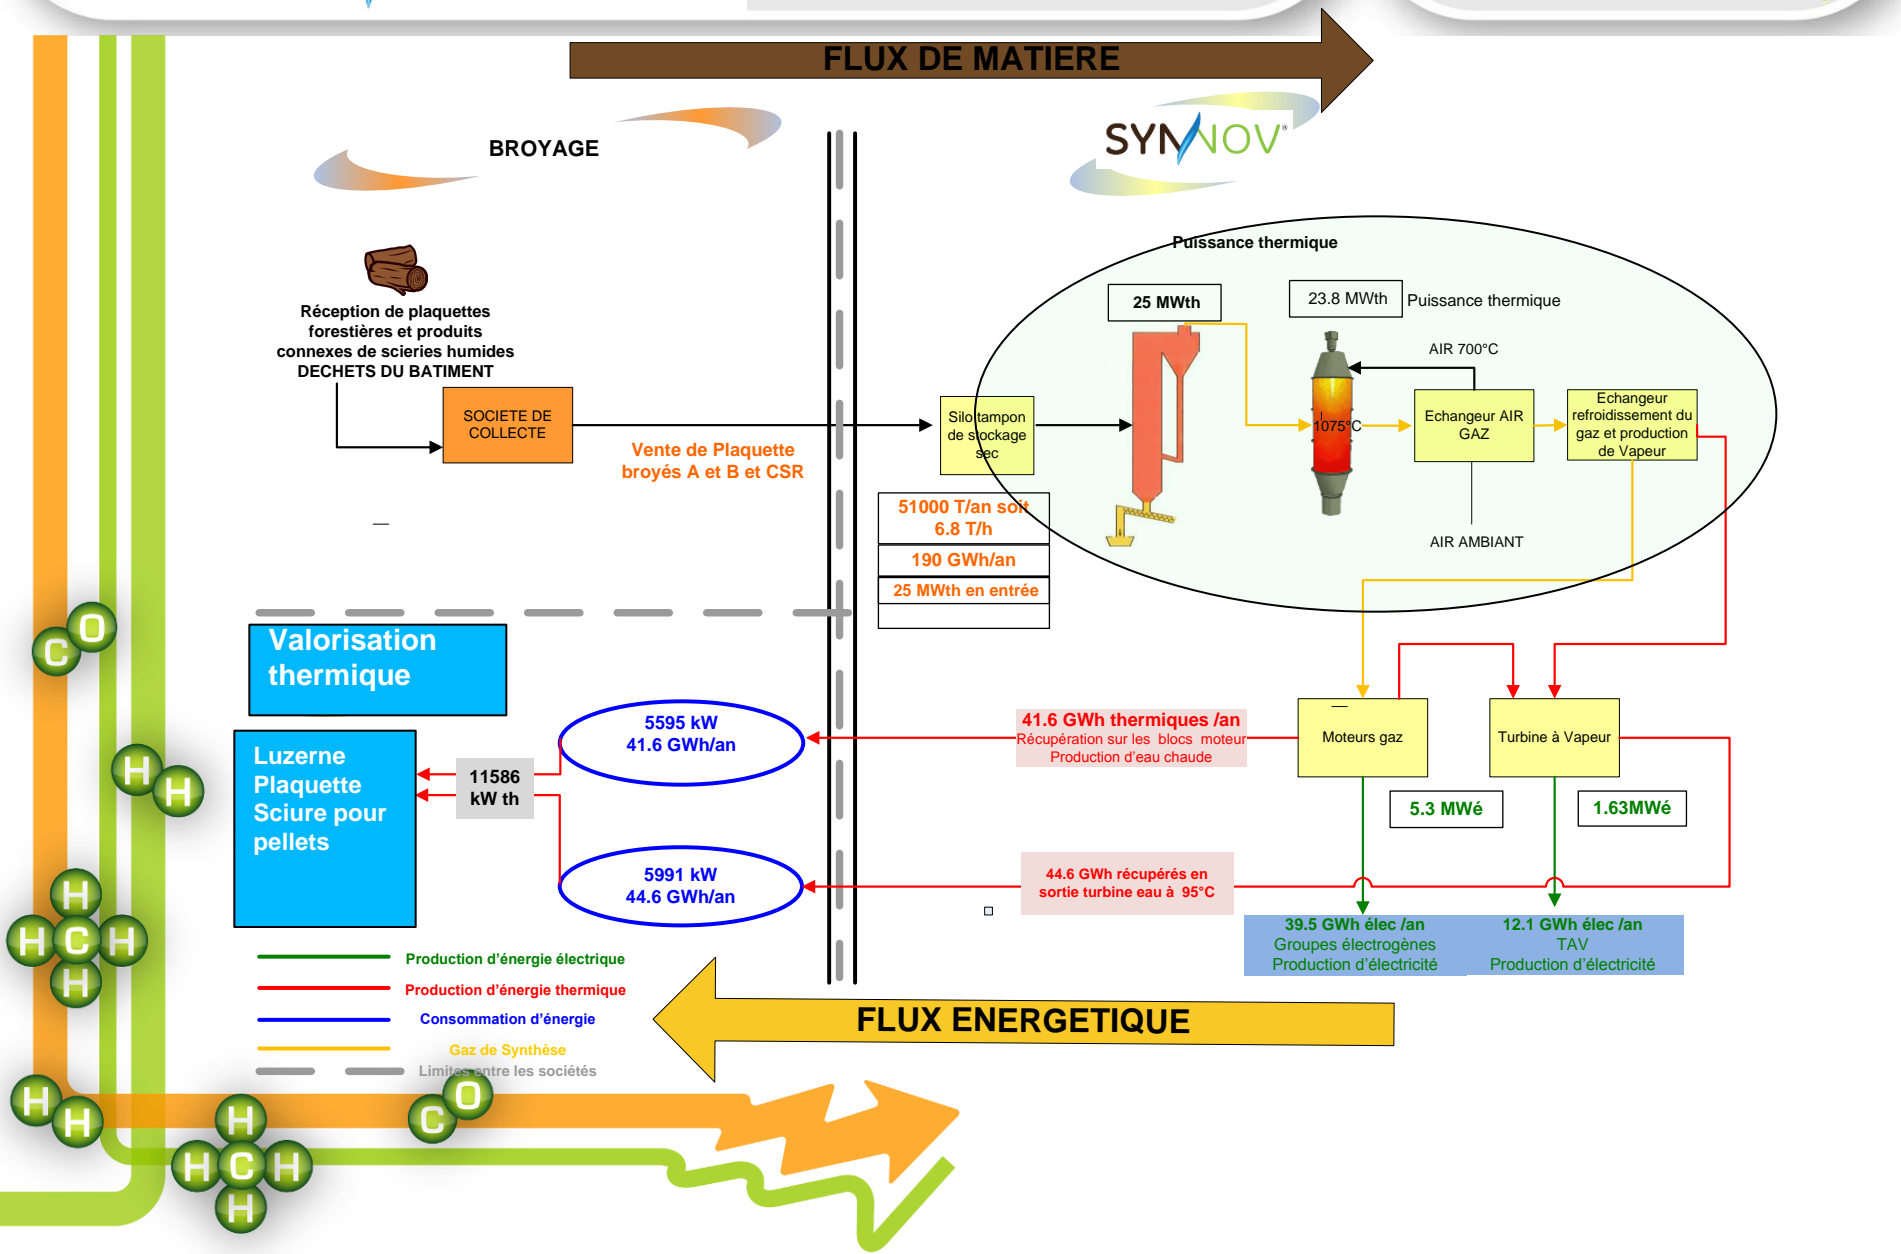 FLUX DE MATIERE
BROYAGE
SYNNOV®
Puissance thermique
25 MWth
23.8 MWth
Puissance thermique
AIR 700°C
Réception de plaquettes
forestières et produits
connexes de scieries humides
DECHETS DU BATIMENT
SOCIETE DE
COLLECTE
Vente de Plaquette
broyés A et B et CSR
Silo tampon
de stockage
sec
1075°C
Echangeur AIR
GAZ
Echangeur
refroidissement du
gaz et production
de Vapeur
AIR AMBIANT
51000 T/an soit
6.8 T/h
190 GWh/an
25 MWth en entrée
Valorisation
thermique
Luzerne
Plaquette
Sciure pour
pellets
11586
kW th
5595 kW
41.6 GWh/an
5991 kW
44.6 GWh/an
41.6 GWh thermiques /an
Récupération sur les blocs moteur
Production d'eau chaude
Moteurs gaz
Turbine à Vapeur
5.3 MWé
1.63MWé
44.6 GWh récupérés en
sortie turbine eau à 95°C
39.5 GWh élec /an
Groupes électrogènes
Production d'électricité
12.1 GWh élec /an
TAV
Production d'électricité
Production d'énergie électrique
Production d'énergie thermique
Consommation d'énergie
Gaz de Synthèse
Limites entre les sociétés
FLUX ENERGETIQUE
C O
H H
H
H C H
H
H H
C O
H
H C H
H